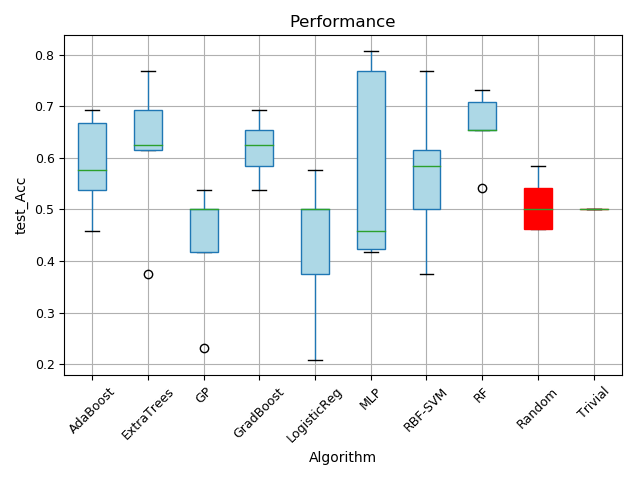 Performance
test_Acc
0.8
0.7
0.6
0.5
0.4
0.3
0.2
AdaBoost
ExtraTrees
GP
GradBoost
LogisticReg
MLP
RBF-SVM
RF
Random
Trivial
Algorithm